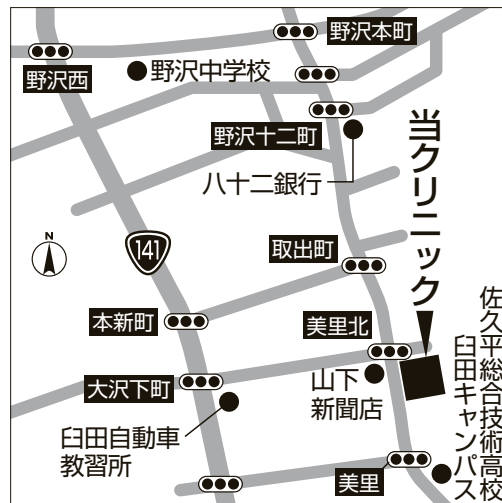 野沢本町
野沢西
野沢中学校
野沢十二町
八十二銀行
当クリニック
N
141
取出町
本新町
美里北
大沢下町
山下
新聞店
臼田自動車
教習所
美里
佐久平総合技術高校
臼田キャンパス